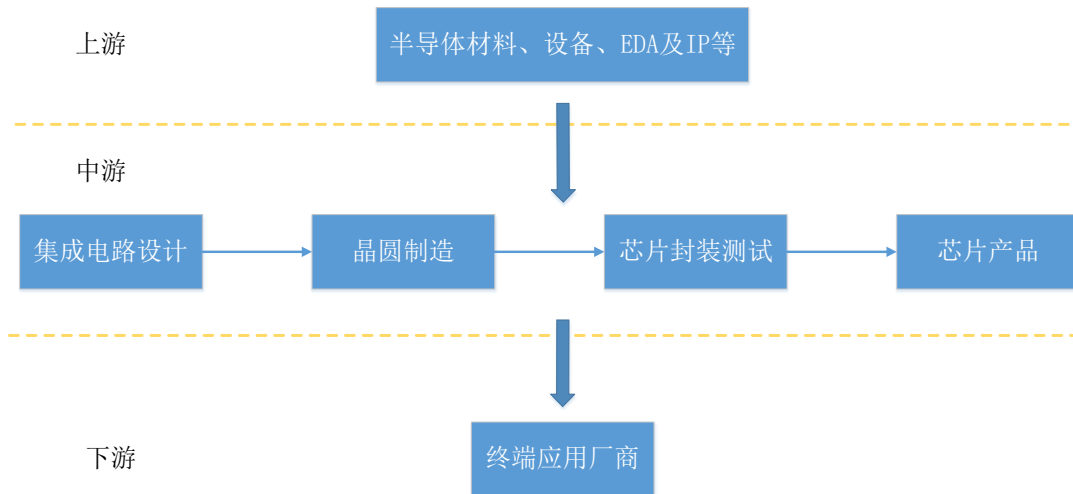 上游
半导体材料、设备、EDA及IP等
中游
集成电路设计
晶圆制造
芯片封装测试
芯片产品
下游
终端应用厂商